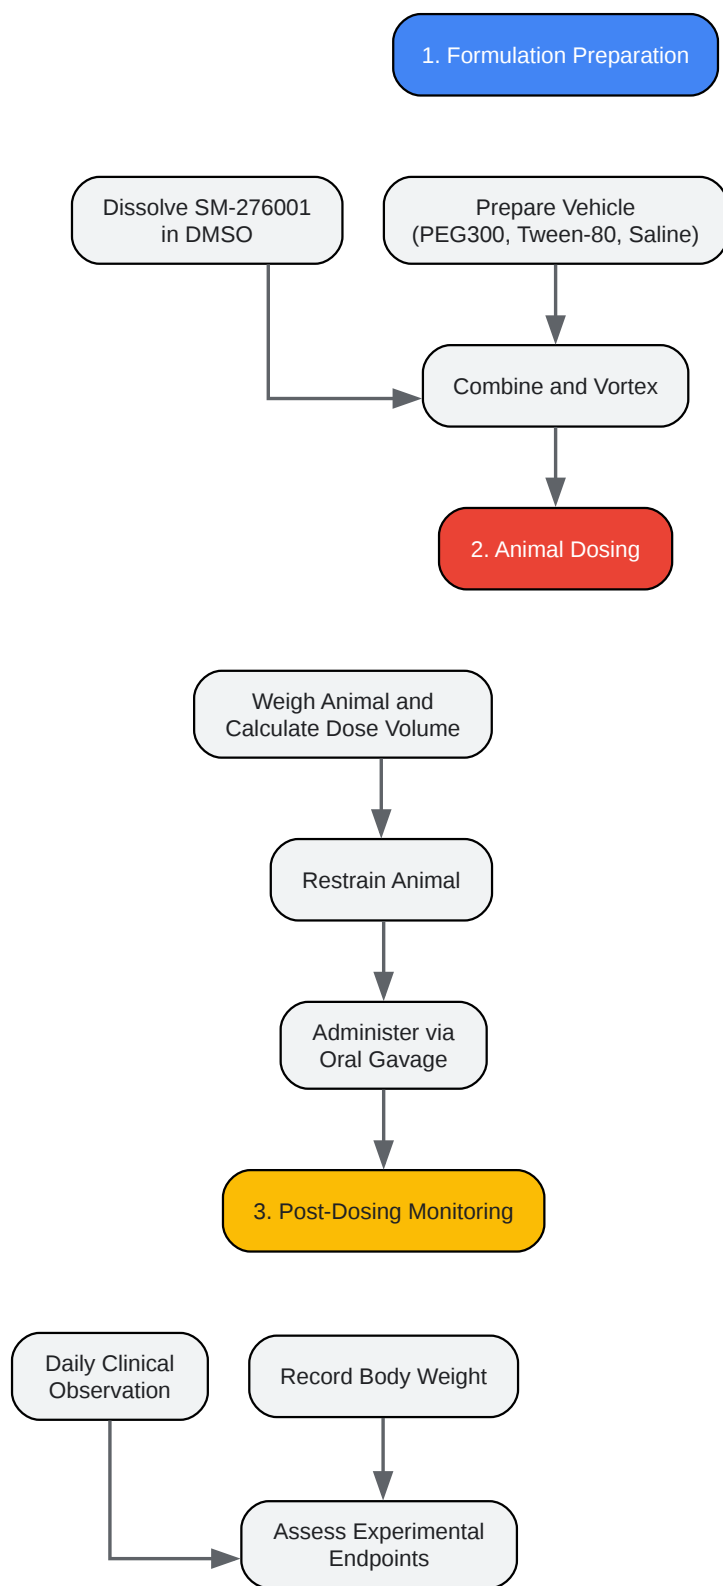 1. Formulation Preparation
Dissolve SM-276001
in DMSO
Prepare Vehicle
(PEG300, Tween-80, Saline)
Combine and Vortex
2. Animal Dosing
Weigh Animal and
Calculate Dose Volume
Restrain Animal
Administer via
Oral Gavage
3. Post-Dosing Monitoring
Daily Clinical
Observation
Record Body Weight
Assess Experimental
Endpoints